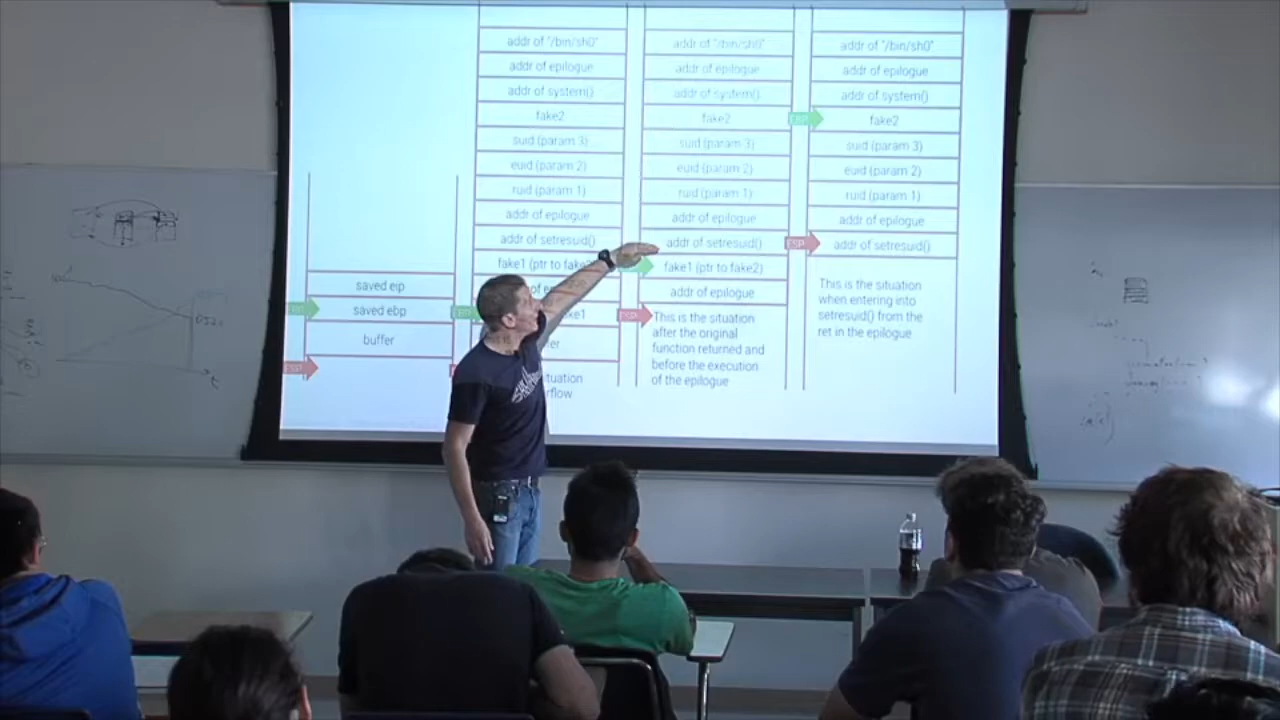 saved eip
saved ebp
buffer
ESP
addr of "/bin/sh0"
addr of epilogue
addr of system()
fake2
suid (param 3)
euid (param 2)
ruid (param 1)
addr of epilogue
addr of setresuid()
fake1 (ptr to
addr of "/bin/sh0"
addr of epilogue
addr of system()
fake2
suid (param 3)
euid (param 2)
ruid (param 1)
addr of epilogue
addr of setresuid()
fake1 (ptr to fake2)
addr of epilogue
ESP
This is the situation
after the original
function returned and
before the execution
of the epilogue
addr of "/bin/sh0"
addr of epilogue
addr of system()
EBP
fake2
suid (param 3)
euid (param 2)
ruid (param 1)
addr of epilogue
ESP
addr of setresuid()
This is the situation
when entering into
setresuid() from the
ret in the epilogue